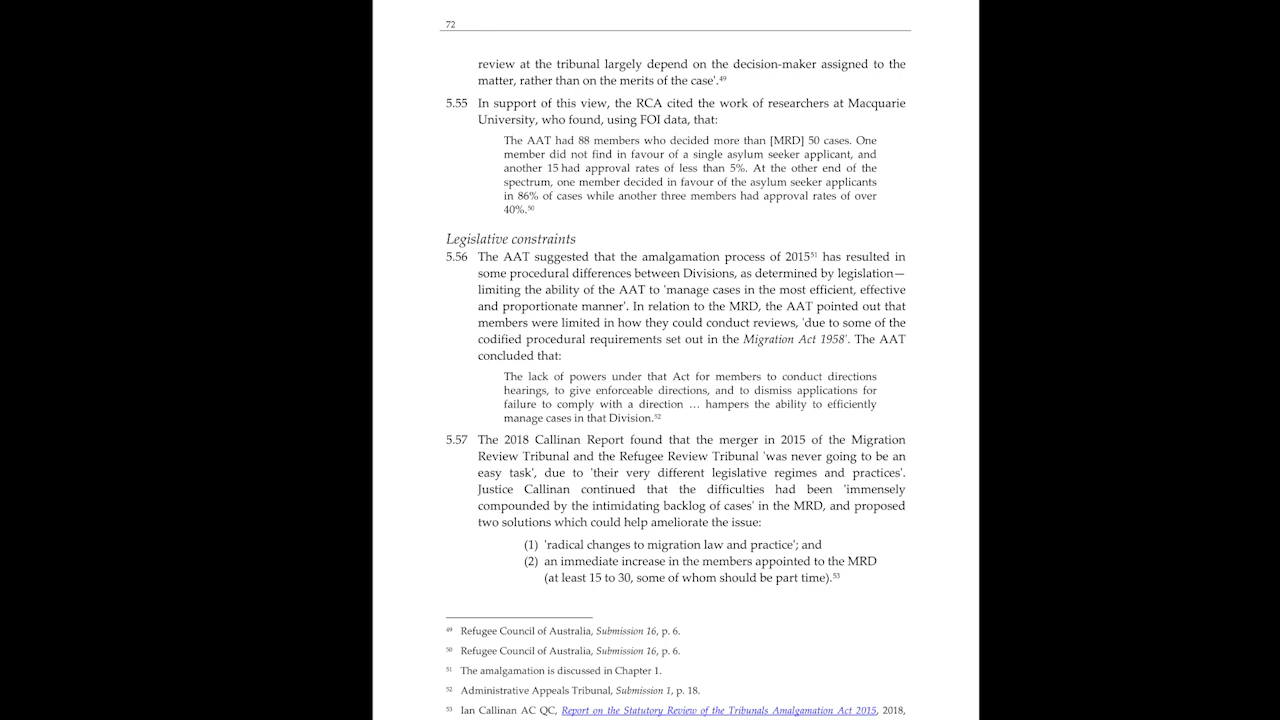 72
review at the tribunal largely depend on the decision-maker assigned to the
matter, rather than on the merits of the case'.49
5.55 In support of this view, the RCA cited the work of researchers at Macquarie
University, who found, using FOI data, that:
The AAT had 88 members who decided more than [MRD] 50 cases. One
member did not find in favour of a single asylum seeker applicant, and
another 15 had approval rates of less than 5%. At the other end of the
spectrum, one member decided in favour of the asylum seeker applicants
in 86% of cases while another three members had approval rates of over
40%.50
Legislative constraints
5.56 The AAT suggested that the amalgamation process of 201551 has resulted in
some procedural differences between Divisions, as determined by legislation—
limiting the ability of the AAT to 'manage cases in the most efficient, effective
and proportionate manner'. In relation to the MRD, the AAT pointed out that
members were limited in how they could conduct reviews, 'due to some of the
codified procedural requirements set out in the Migration Act 1958'. The AAT
concluded that:
The lack of powers under that Act for members to conduct directions
hearings, to give enforceable directions, and to dismiss applications for
failure to comply with a direction … hampers the ability to efficiently
manage cases in that Division.52
5.57 The 2018 Callinan Report found that the merger in 2015 of the Migration
Review Tribunal and the Refugee Review Tribunal 'was never going to be an
easy task', due to 'their very different legislative regimes and practices'.
Justice Callinan continued that the difficulties had been 'immensely
compounded by the intimidating backlog of cases' in the MRD, and proposed
two solutions which could help ameliorate the issue:
(1) 'radical changes to migration law and practice'; and
(2) an immediate increase in the members appointed to the MRD
(at least 15 to 30, some of whom should be part time).53
49 Refugee Council of Australia, Submission 16, p. 6.
50 Refugee Council of Australia, Submission 16, p. 6.
51 The amalgamation is discussed in Chapter 1.
52 Administrative Appeals Tribunal, Submission 1, p. 18.
53 Ian Callinan AC QC, Report on the Statutory Review of the Tribunals Amalgamation Act 2015, 2018,